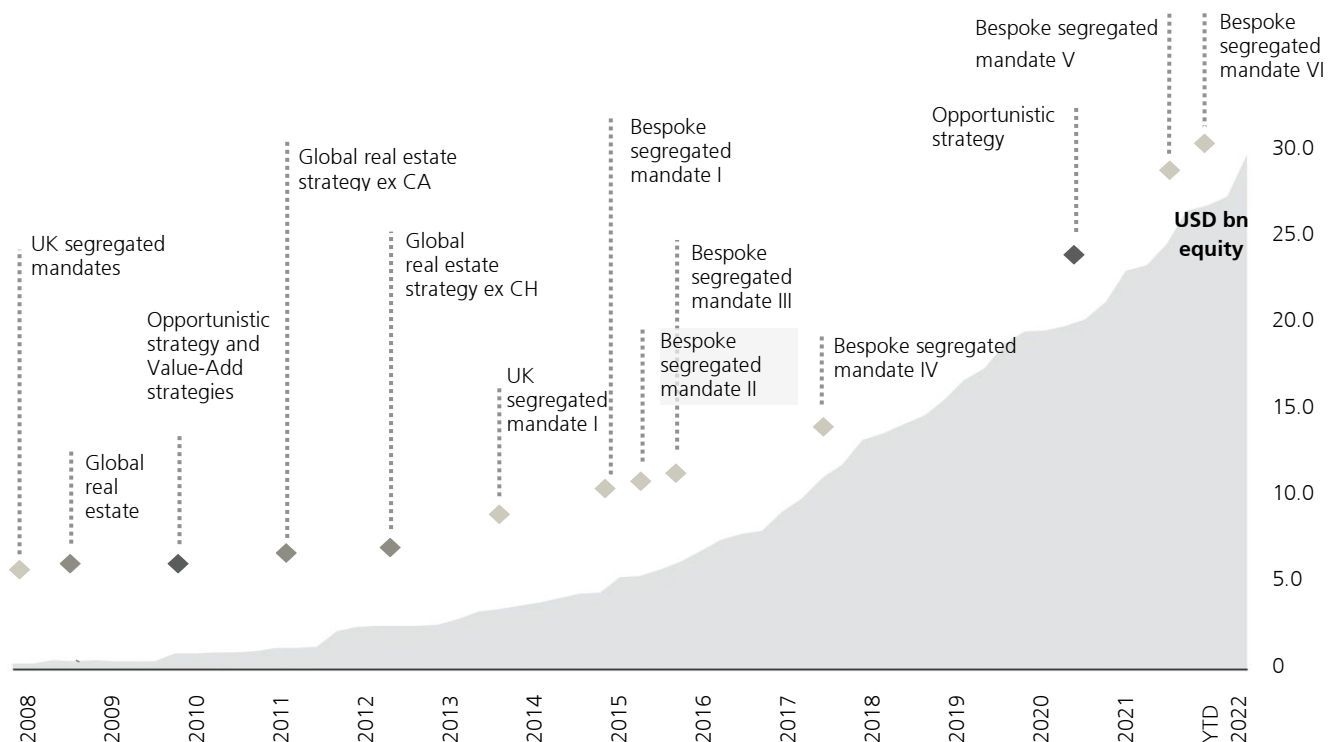 UK segregated
mandates
Global
real
estate
Opportunistic
strategy and
Value-Add
strategies
Global real estate
strategy ex CA
Global
real estate
strategy ex CH
UK
segregated
mandate I
Bespoke
segregated
mandate I
Bespoke
segregated
mandate II
Bespoke
segregated
mandate III
Bespoke segregated
mandate IV
Opportunistic
strategy
Bespoke segregated
mandate V
Bespoke
segregated
mandate VI
USD bn
equity
30.0
25.0
20.0
15.0
10.0
5.0
0
2008
2009
2010
2011
2012
2013
2014
2015
2016
2017
2018
2019
2020
2021
YTD
2022